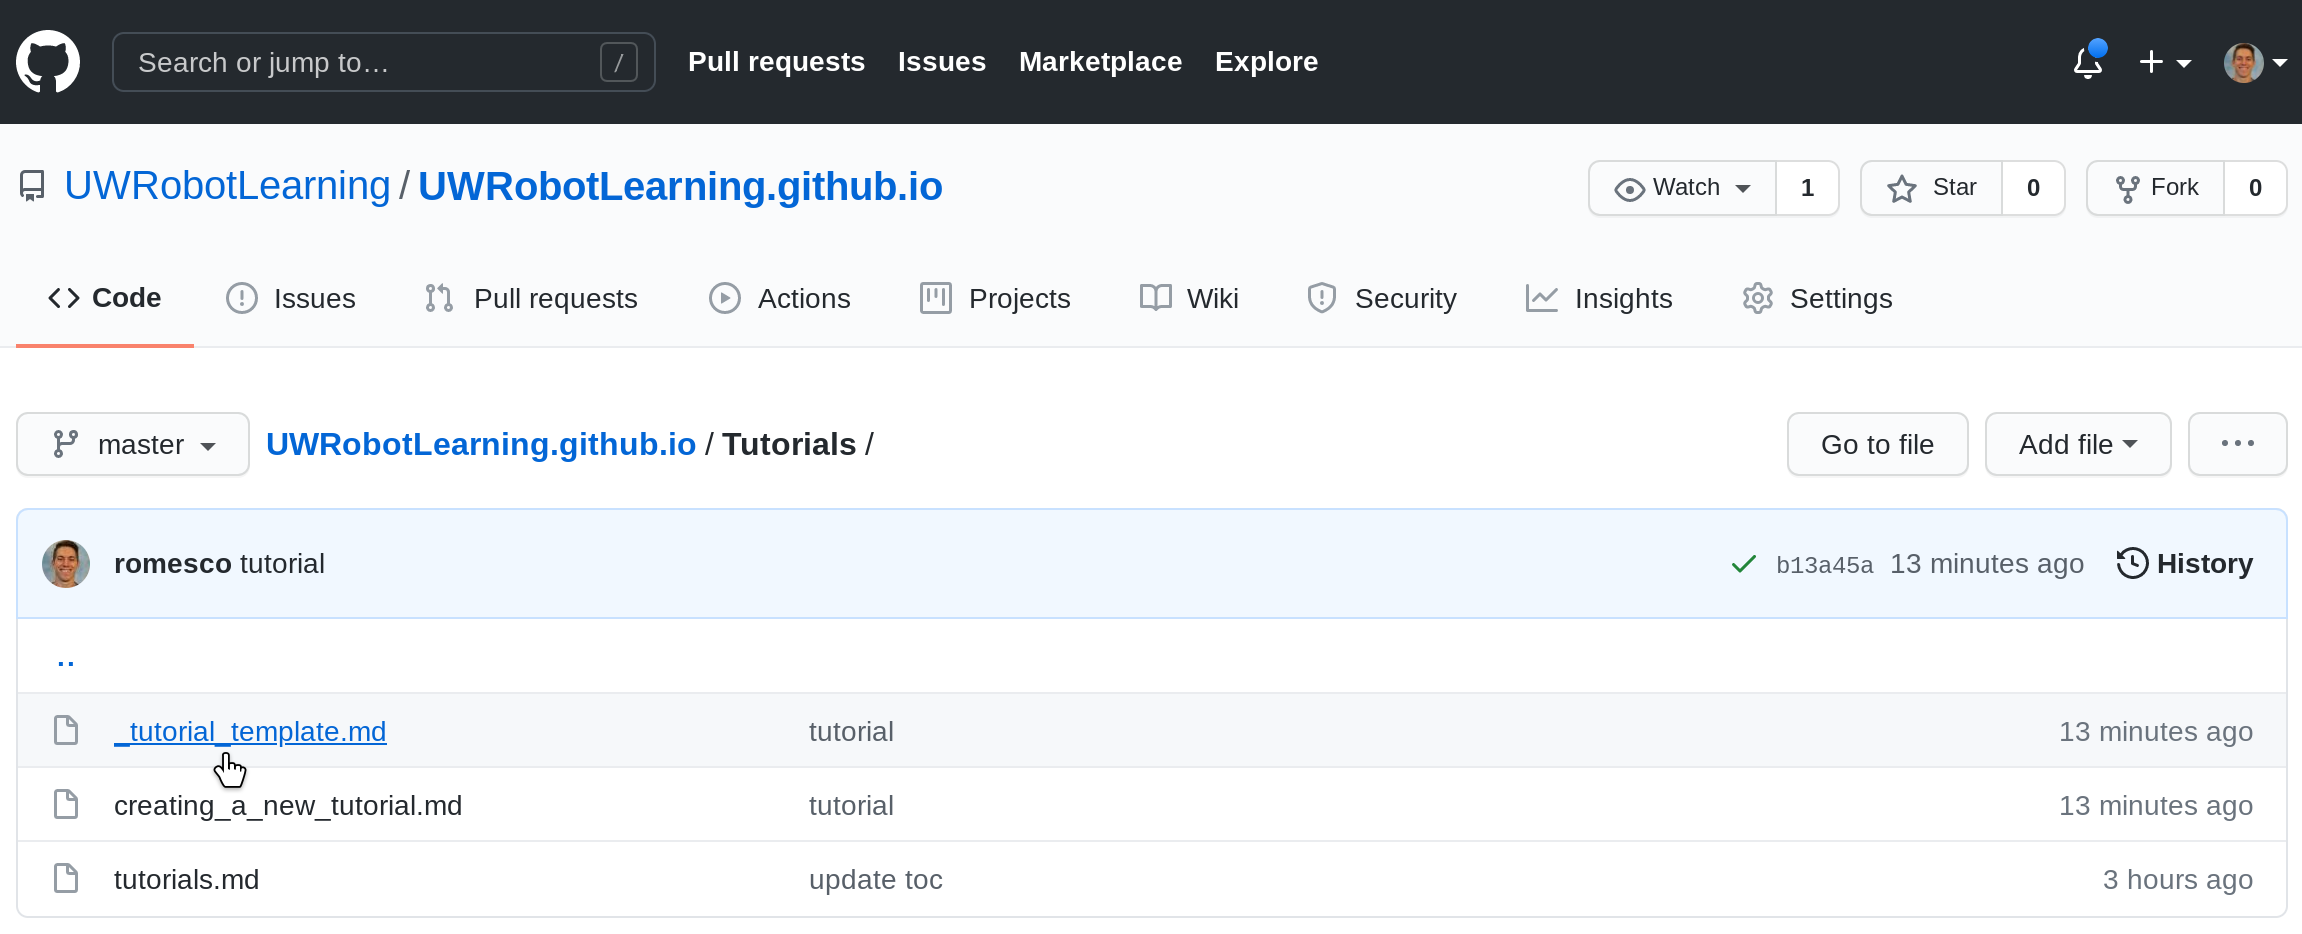 Search or jump to… / Pull requests Issues Marketplace Explore
UWRobotLearning / UWRobotLearning.github.io Watch 1 Star 0 Fork 0
Code Issues Pull requests Actions Projects Wiki Security Insights Settings
master UWRobotLearning.github.io / Tutorials / Go to file Add file ···
romesco tutorial b13a45a 13 minutes ago History
..
_tutorial_template.md tutorial 13 minutes ago
creating_a_new_tutorial.md tutorial 13 minutes ago
tutorials.md update toc 3 hours ago